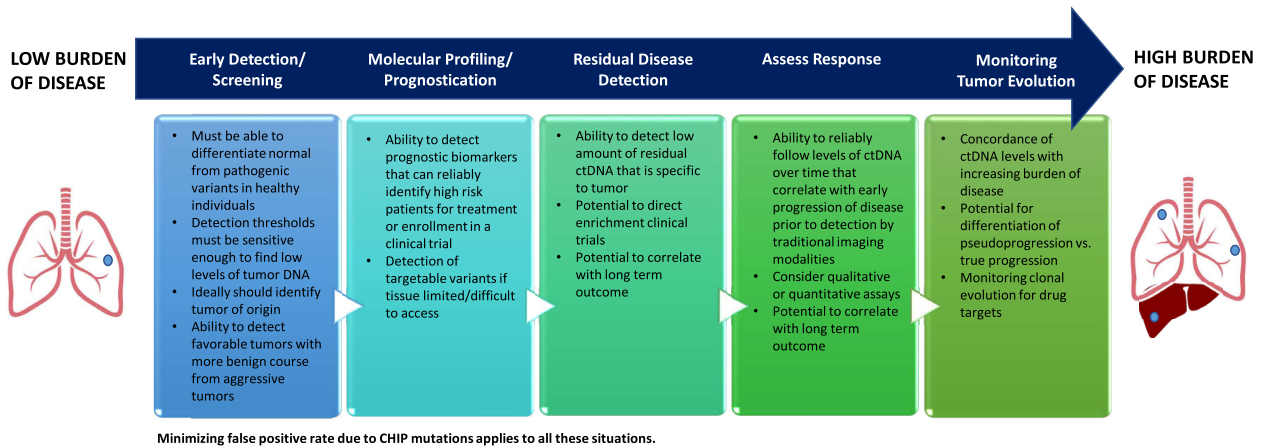 LOW BURDEN
OF DISEASE
Early Detection/
Screening
Molecular Profiling/
Prognostication
Residual Disease
Detection
Assess Response
Monitoring
Tumor Evolution
HIGH BURDEN
OF DISEASE
• Must be able to
differentiate normal
from pathogenic
variants in healthy
individuals
• Detection thresholds
must be sensitive
enough to find low
levels of tumor DNA
• Ideally should identify
tumor of origin
• Ability to detect
favorable tumors with
more benign course
from aggressive
tumors
• Ability to detect
prognostic biomarkers
that can reliably
identify high risk
patients for treatment
or enrollment in a
clinical trial
• Detection of
targetable variants if
tissue limited/difficult
to access
• Ability to detect low
amount of residual
ctDNA that is specific
to tumor
• Potential to direct
enrichment clinical
trials
• Potential to correlate
with long term
outcome
• Ability to reliably
follow levels of ctDNA
over time that
correlate with early
progression of disease
prior to detection by
traditional imaging
modalities
• Consider qualitative
or quantitative assays
• Potential to correlate
with long term
outcome
• Concordance of
ctDNA levels with
increasing burden of
disease
• Potential for
differentiation of
pseudoprogression vs.
true progression
• Monitoring clonal
evolution for drug
targets
Minimizing false positive rate due to CHIP mutations applies to all these situations.